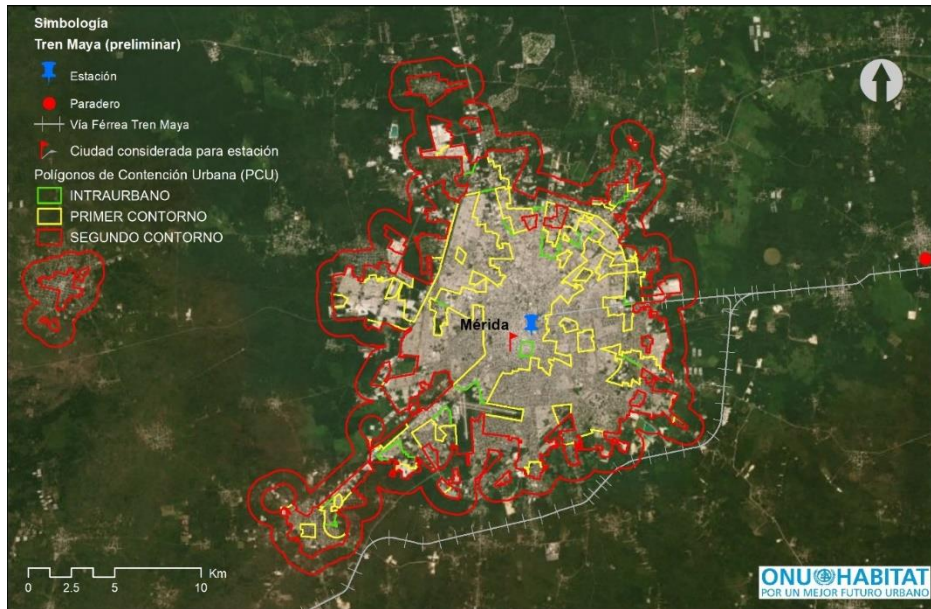 Simbología
Tren Maya (preliminar)
Estación
Paradero
Vía Férrea Tren Maya
Ciudad considerada para estación
Polígonos de Contención Urbana (PCU)
INTRAURBANO
PRIMER CONTORNO
SEGUNDO CONTORNO
Mérida
Km
0 2.5 5 10
ONU HABITAT
POR UN MEJOR FUTURO URBANO